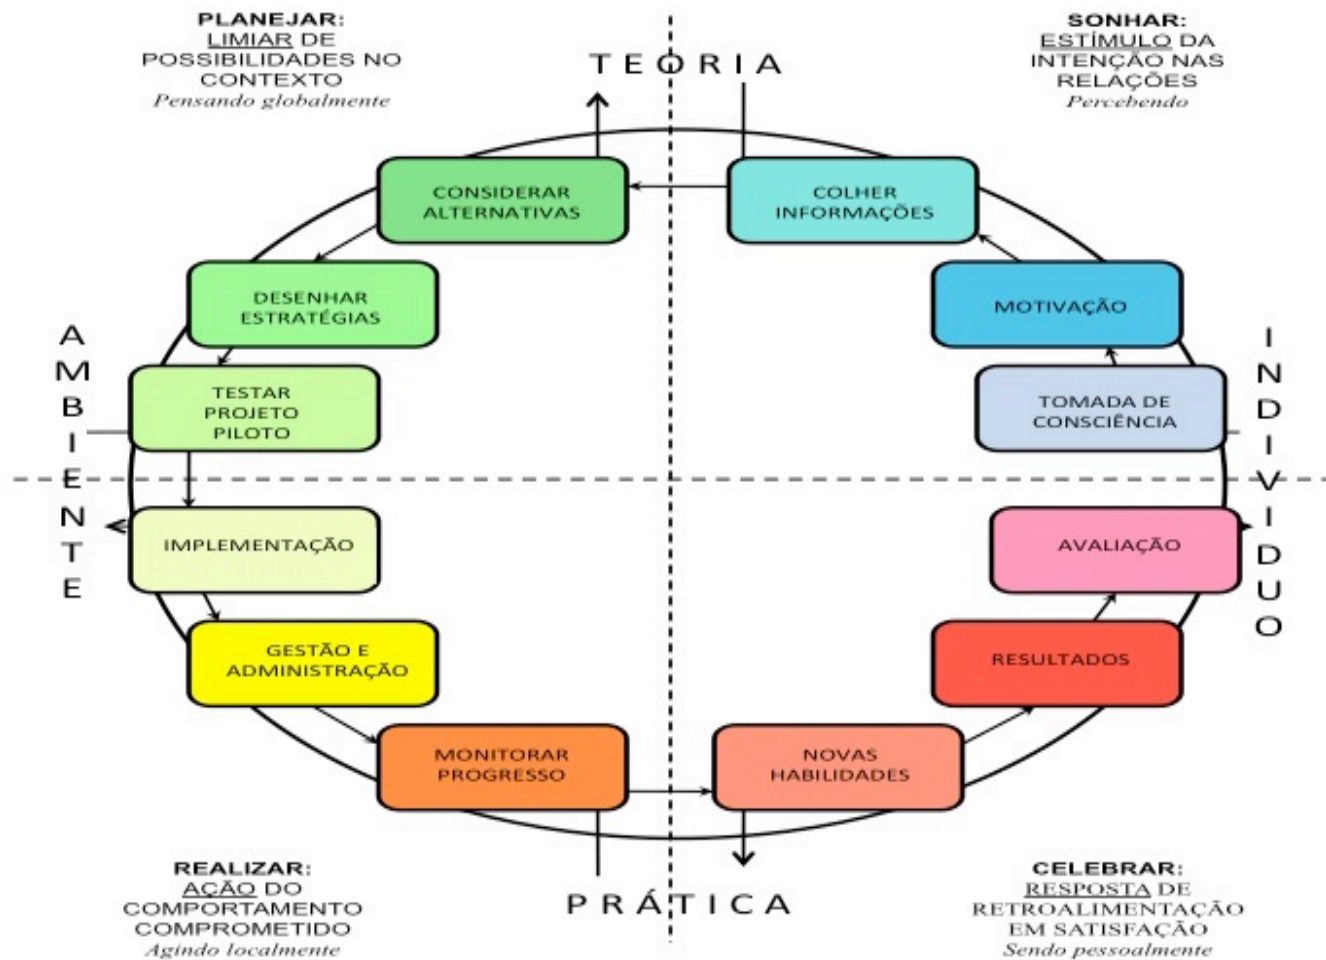 PLANEJAR:
LIMIAR DE
POSSIBILIDADES NO
CONTEXTO
Pensando globalmente
SONHAR:
ESTÍMULO DA
INTENÇÃO NAS
RELAÇÕES
Percebendo
TEORIA
CONSIDERAR
ALTERNATIVAS
COLHER
INFORMAÇÕES
DESENHAR
ESTRATÉGIAS
MOTIVAÇÃO
TESTAR
PROJETO
PILOTO
TOMADA DE
CONSCIÊNCIA
AMBIENTE
INDIVIDUO
IMPLEMENTAÇÃO
AVALIAÇÃO
GESTÃO E
ADMINISTRAÇÃO
RESULTADOS
MONITORAR
PROGRESSO
NOVAS
HABILIDADES
PRÁTICA
REALIZAR:
AÇÃO DO
COMPORTAMENTO
COMPROMETIDO
Agindo localmente
CELEBRAR:
RESPOSTA DE
RETROALIMENTAÇÃO
EM SATISFAÇÃO
Sendo pessoalmente